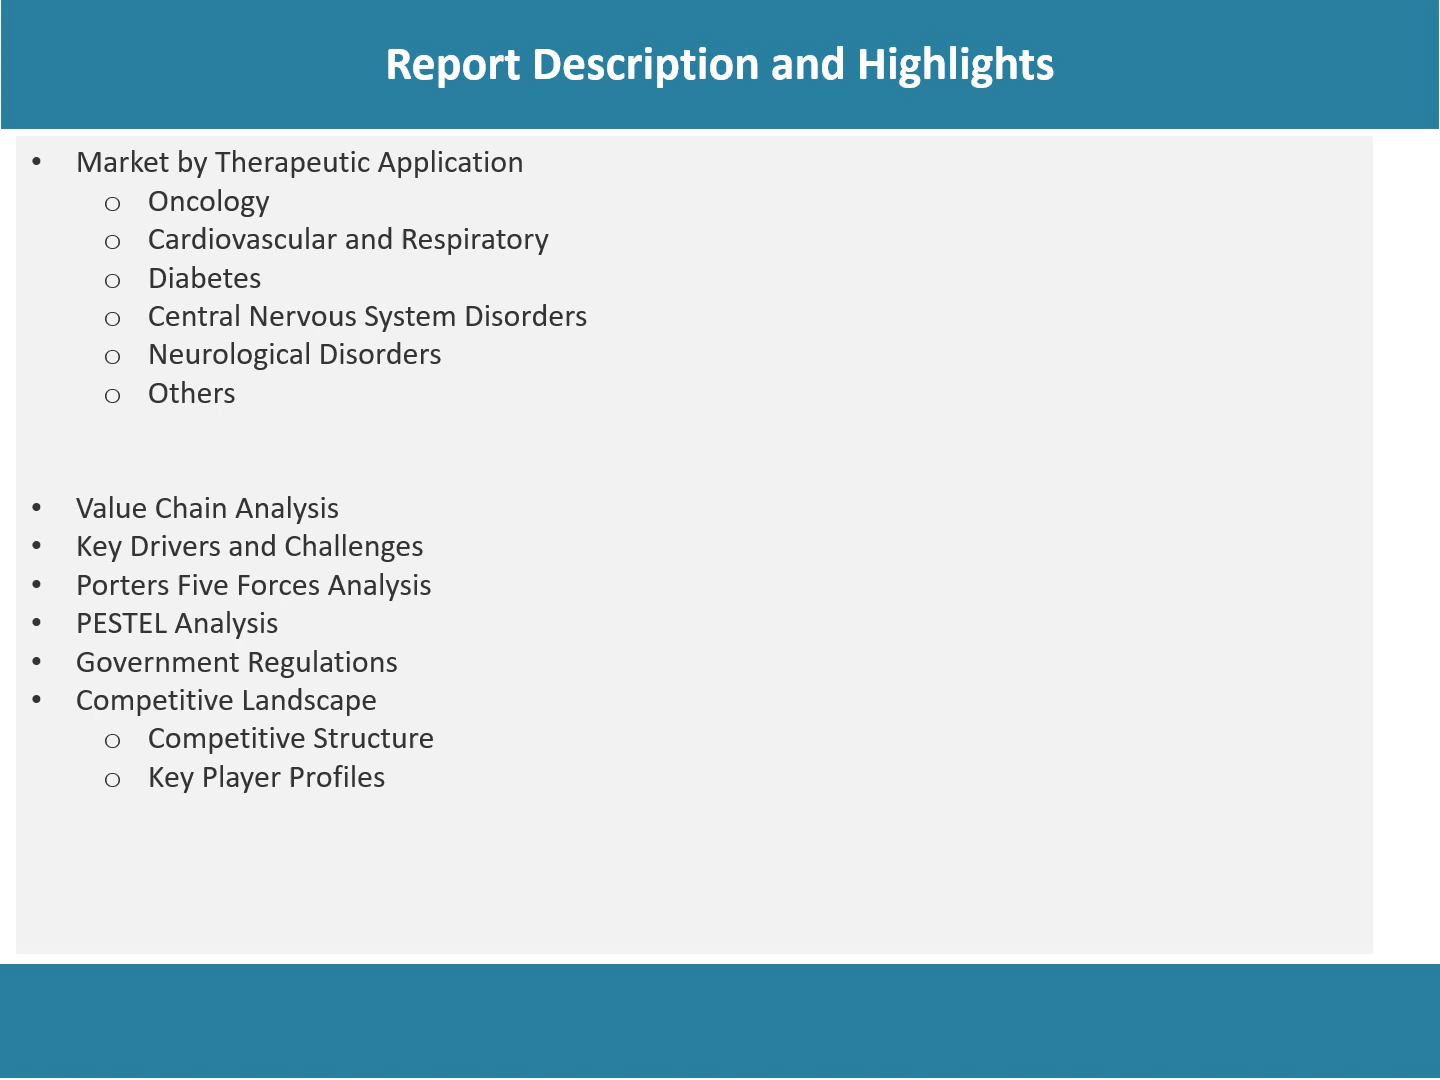 Report Description and Highlights
• Market by Therapeutic Application
o Oncology
o Cardiovascular and Respiratory
o Diabetes
o Central Nervous System Disorders
o Neurological Disorders
o Others
• Value Chain Analysis
• Key Drivers and Challenges
• Porters Five Forces Analysis
• PESTEL Analysis
• Government Regulations
• Competitive Landscape
o Competitive Structure
o Key Player Profiles